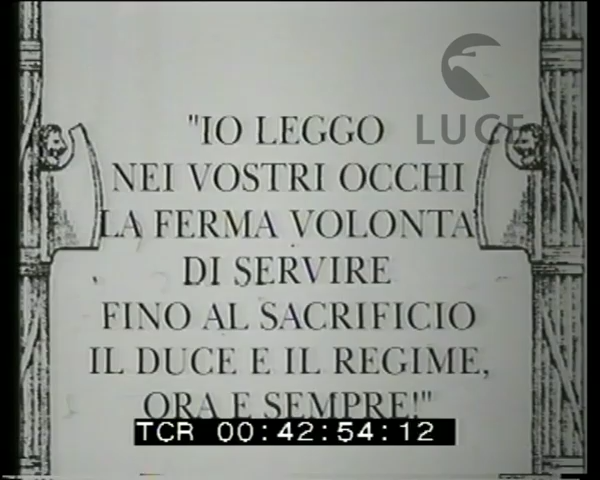 LUCE
"IO LEGGO
NEI VOSTRI OCCHI
LA FERMA VOLONTA'
DI SERVIRE
FINO AL SACRIFICIO
IL DUCE E IL REGIME,
ORA E SEMPRE!"
TCR 00:42:54:12